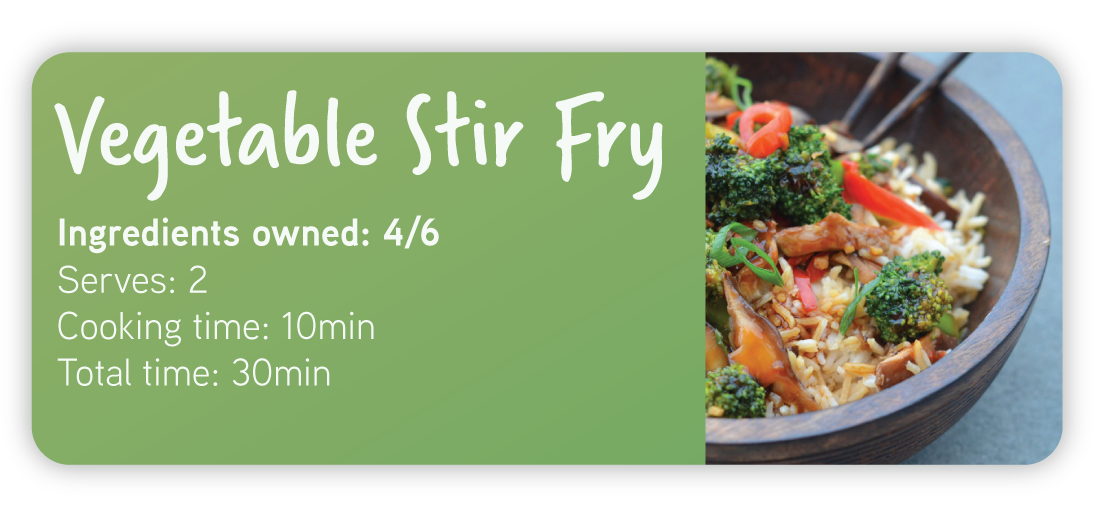 Vegetable Stir Fry
Ingredients owned: 4/6
Serves: 2
Cooking time: 10min
Total time: 30min